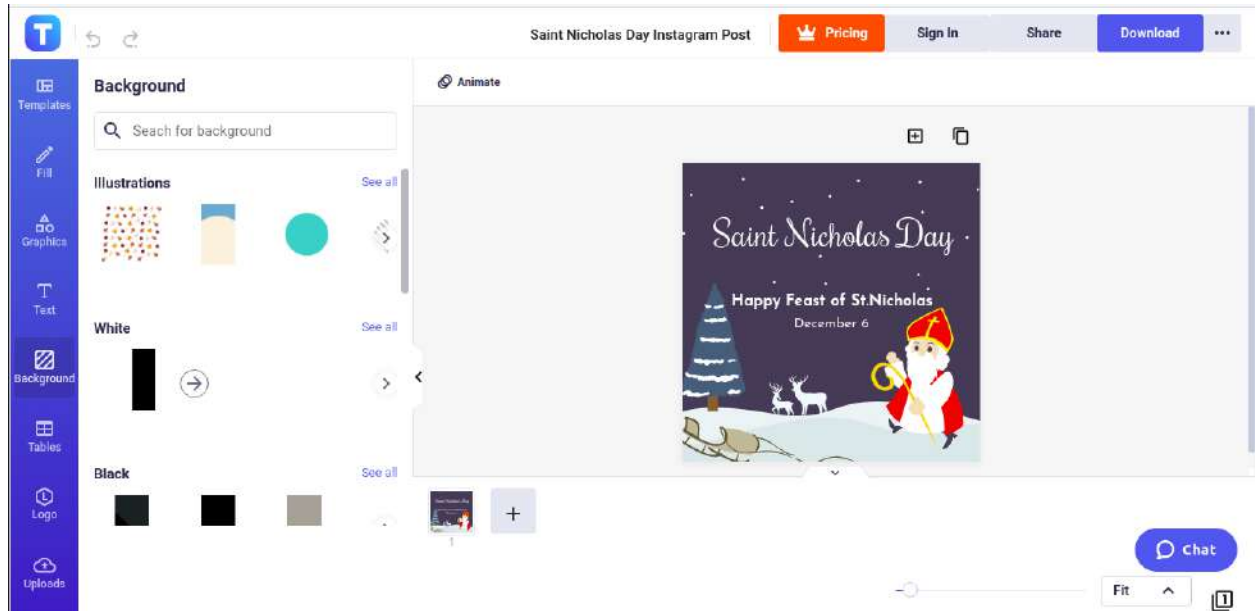 T
Saint Nicholas Day Instagram Post
Pricing
Sign In
Share
Download
Templates
Fill
Graphics
Text
Background
Tables
Logo
Uploads
Background
Seach for background
Illustrations
See all
White
See all
Black
See all
Animate
Saint Nicholas Day
Happy Feast of St.Nicholas
December 6
1
Chat
Fit
1